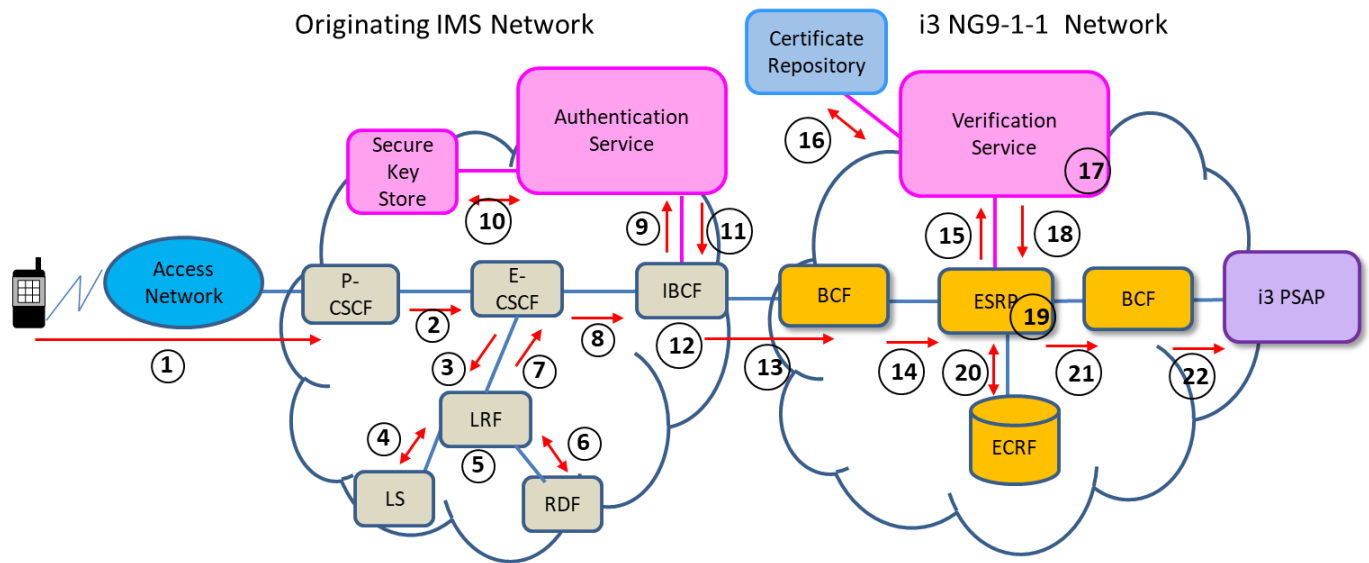 Originating IMS Network
i3 NG9-1-1 Network
Certificate
Repository
Authentication
Service
Verification
Service
Secure
Key
Store
16
17
10
9
11
15
18
Access
Network
P-
CSCF
E-
CSCF
IBCF
BCF
ESRP
BCF
i3 PSAP
19
1
2
3
7
8
12
13
14
20
21
22
LRF
4
5
6
ECRF
LS
RDF